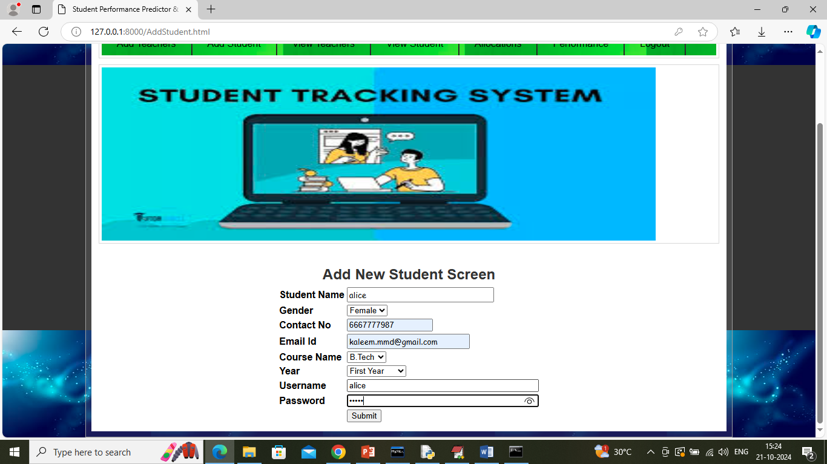 Student Performance Predictor &
127.0.0.1:8000/AddStudent.html
Add Teachers Add Student View Teachers View Student Allocations Performance Logout
STUDENT TRACKING SYSTEM
Add New Student Screen
Student Name alice
Gender Female
Contact No 6667777987
Email Id kaleem.mmd@gmail.com
Course Name B.Tech
Year First Year
Username alice
Password •••••
Submit
Type here to search
30°C
ENG
15:24
21-10-2024
2